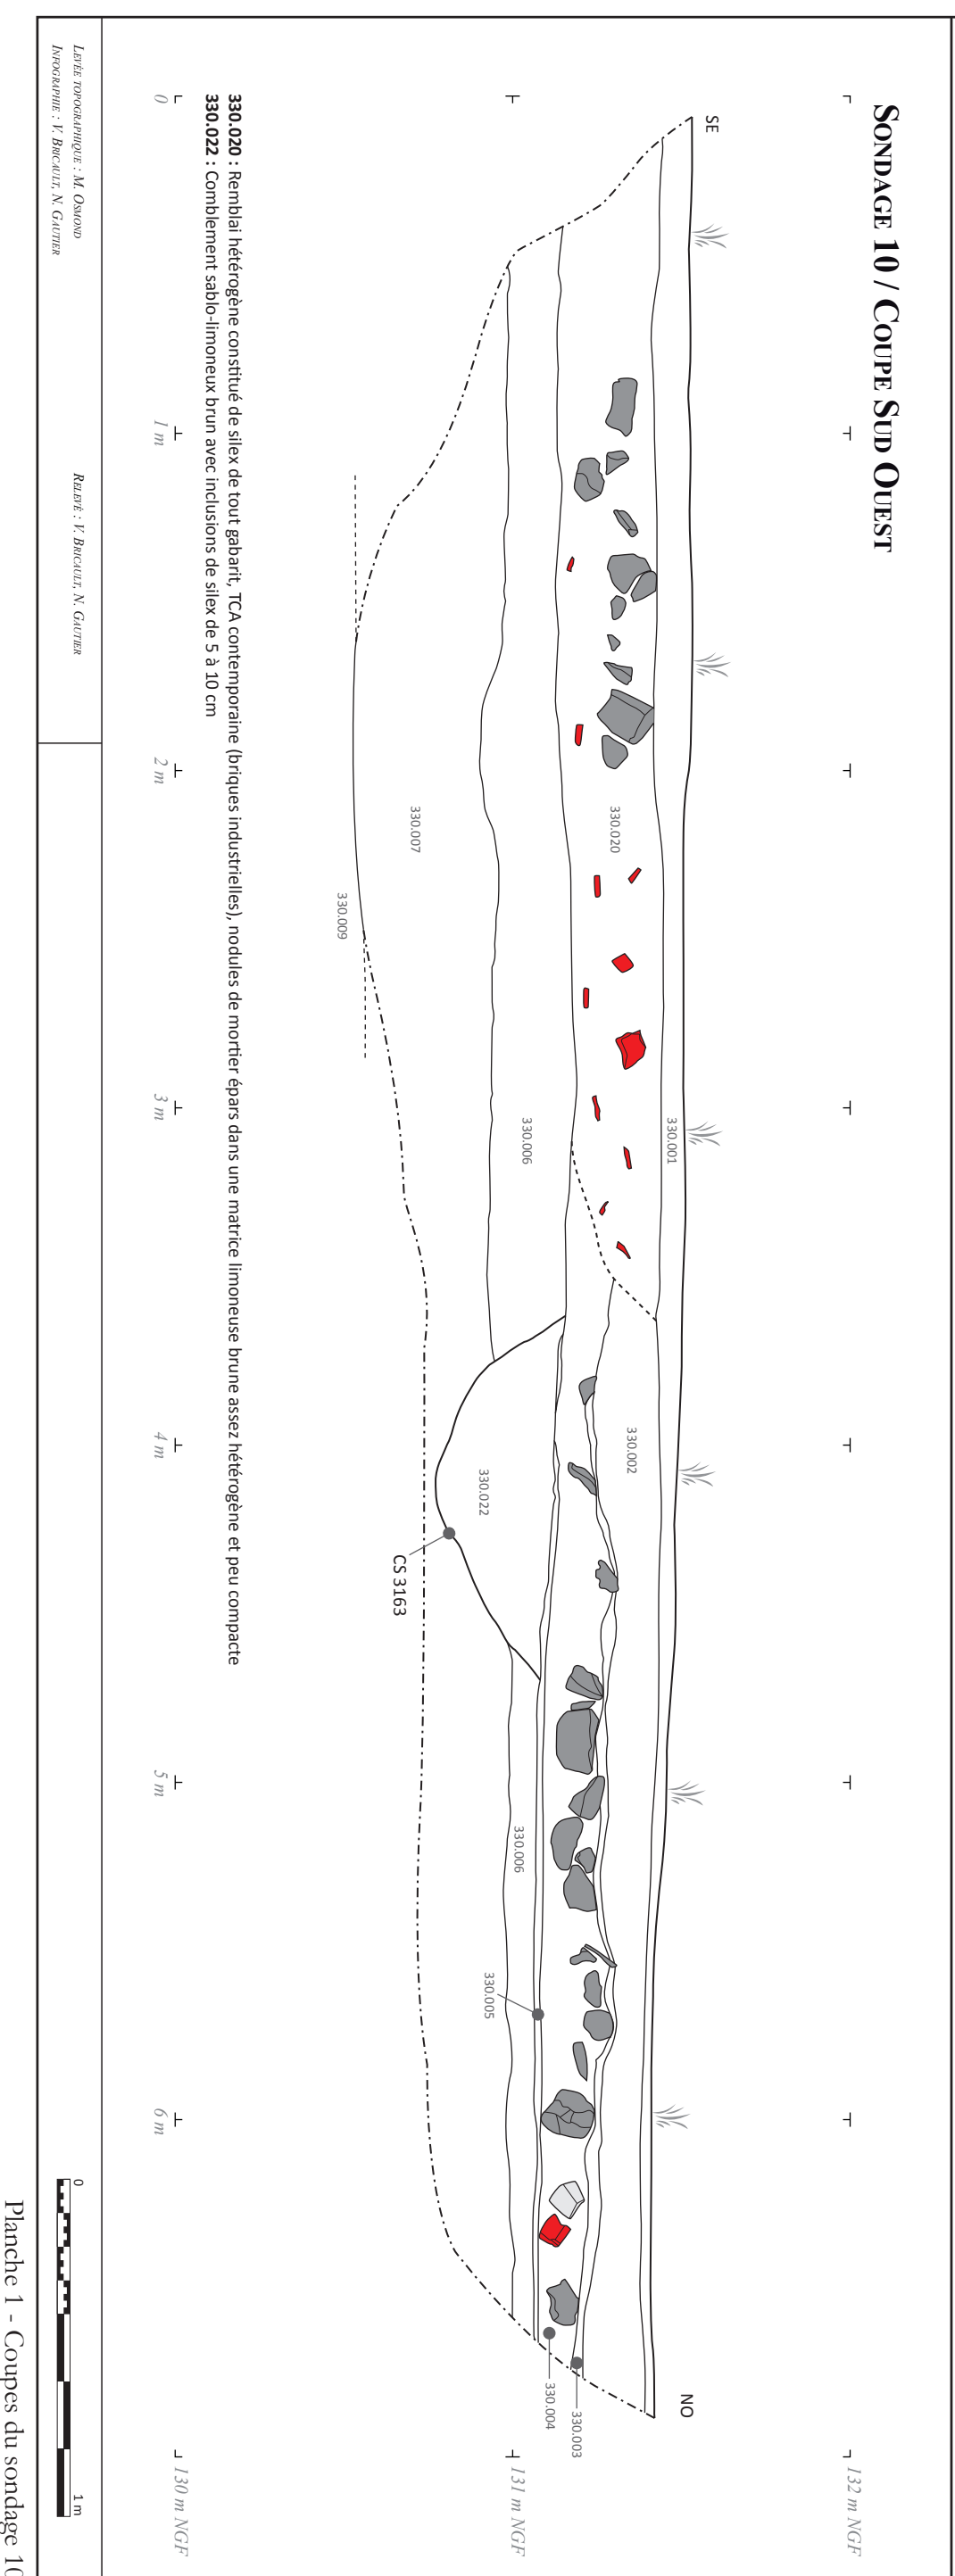 SONDAGE 10 / COUPE SUD OUEST
SE
NO
132 m NGF
131 m NGF
130 m NGF
330.001
330.020
330.002
330.003
330.004
330.006
330.006
330.005
330.022
CS 3163
330.007
330.009
0
1 m
2 m
3 m
4 m
5 m
6 m
330.020 : Remblai hétérogène constitué de silex de tout gabarit, TCA contemporaine (briques industrielles), nodules de mortier épars dans une matrice limoneuse brune assez hétérogène et peu compacte
330.022 : Comblement sablo-limoneux brun avec inclusions de silex de 5 à 10 cm
LEVÉE TOPOGRAPHIQUE : M. OSMOND
RELEVÉ : V. BRICAULT, N. GAUTIER
INFOGRAPHIE : V. BRICAULT, N. GAUTIER
0
1 m
Planche 1 - Coupes du sondage 10